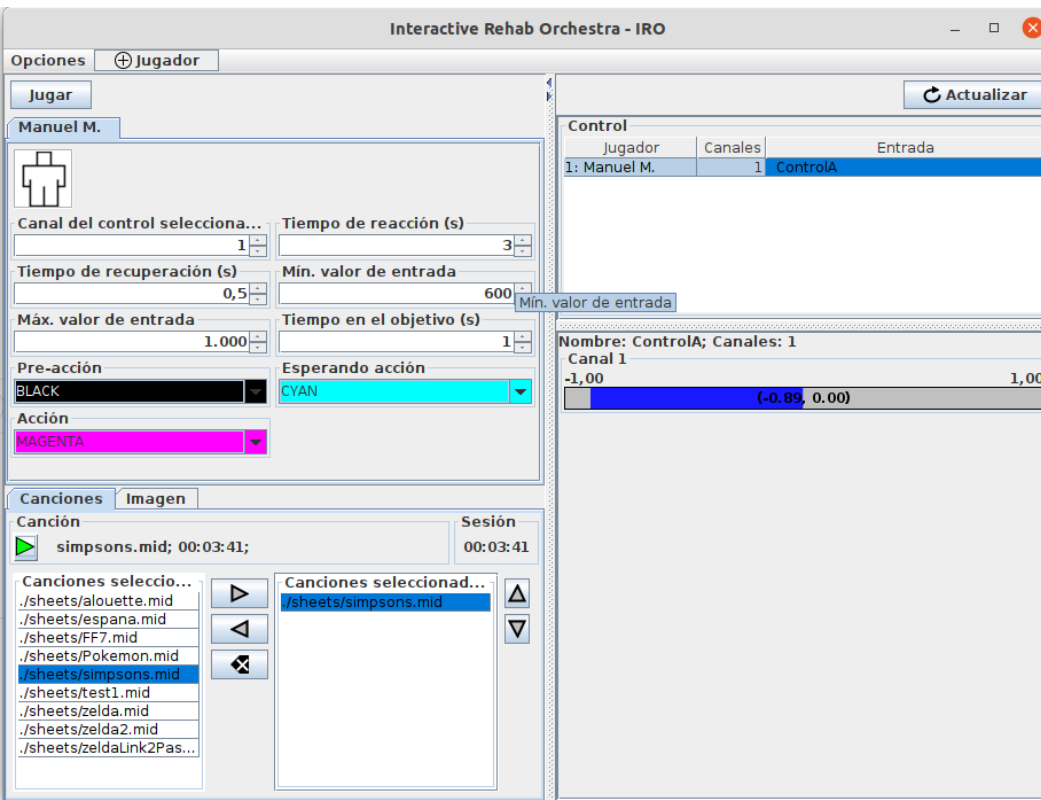 Interactive Rehab Orchestra - IRO
Opciones Jugador
Jugar
Actualizar
Manuel M.
Canal del control selecciona... Tiempo de reacción (s)
1 3
Tiempo de recuperación (s) Mín. valor de entrada
0,5 600
Mín. valor de entrada
Máx. valor de entrada Tiempo en el objetivo (s)
1.000 1
Pre-acción Esperando acción
BLACK CYAN
Acción
MAGENTA
Control
Jugador Canales Entrada
1: Manuel M. 1 ControlA
Nombre: ControlA; Canales: 1
Canal 1
-1,00 1,00
(-0.89, 0.00)
Canciones Imagen
Canción Sesión
simpsons.mid; 00:03:41; 00:03:41
Canciones seleccio...
./sheets/alouette.mid
./sheets/espana.mid
./sheets/FF7.mid
./sheets/Pokemon.mid
./sheets/simpsons.mid
./sheets/test1.mid
./sheets/zelda.mid
./sheets/zelda2.mid
./sheets/zeldaLink2Pas...
Canciones seleccionad...
./sheets/simpsons.mid